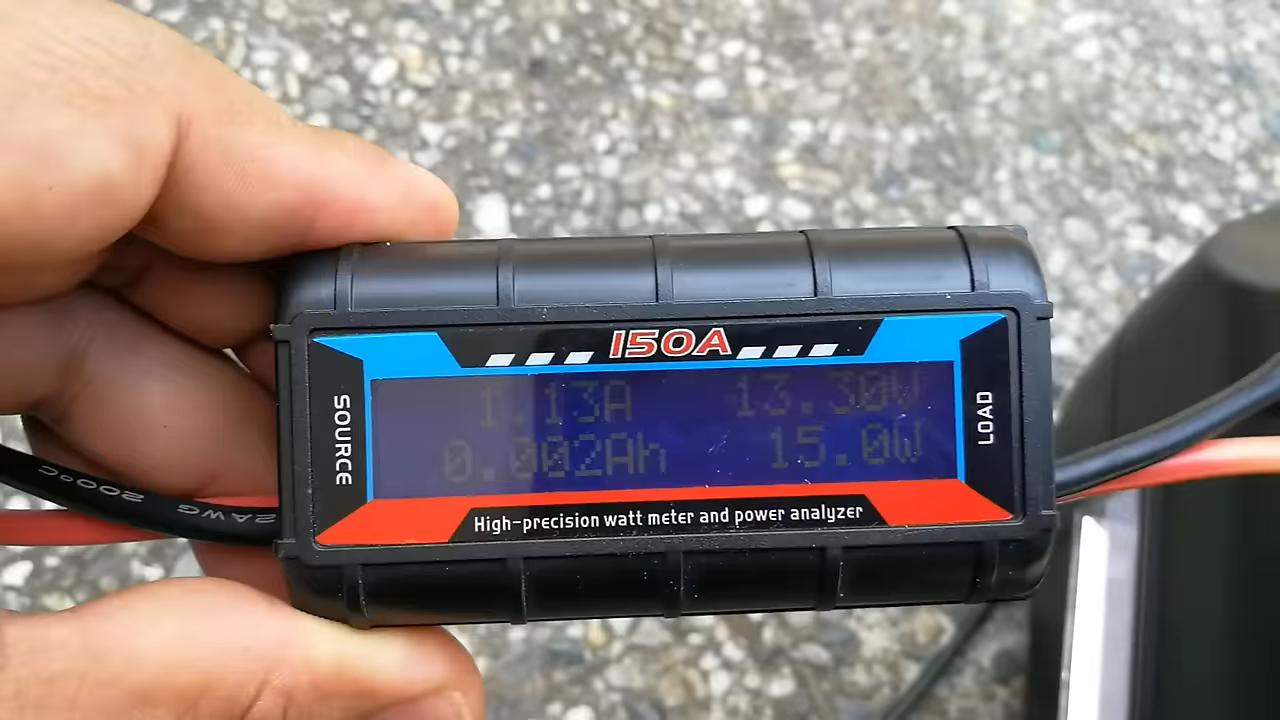 150A
SOURCE
1.13A 13.30W
0.002Ah 15.0W
LOAD
High-precision watt meter and power analyzer
200°C
2AWG